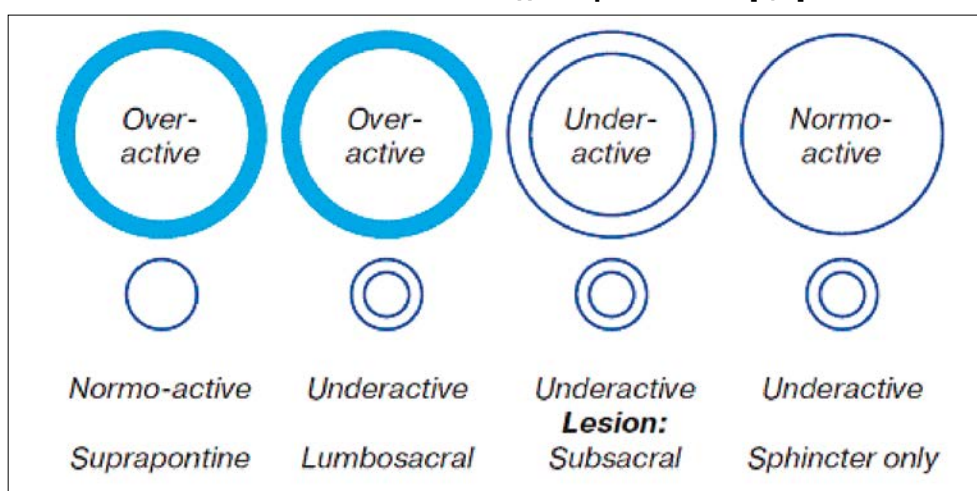 Over-
active
Over-
active
Under-
active
Normo-
active
Normo-active Underactive Underactive Underactive
Lesion:
Suprapontine Lumbosacral Subsacral Sphincter only